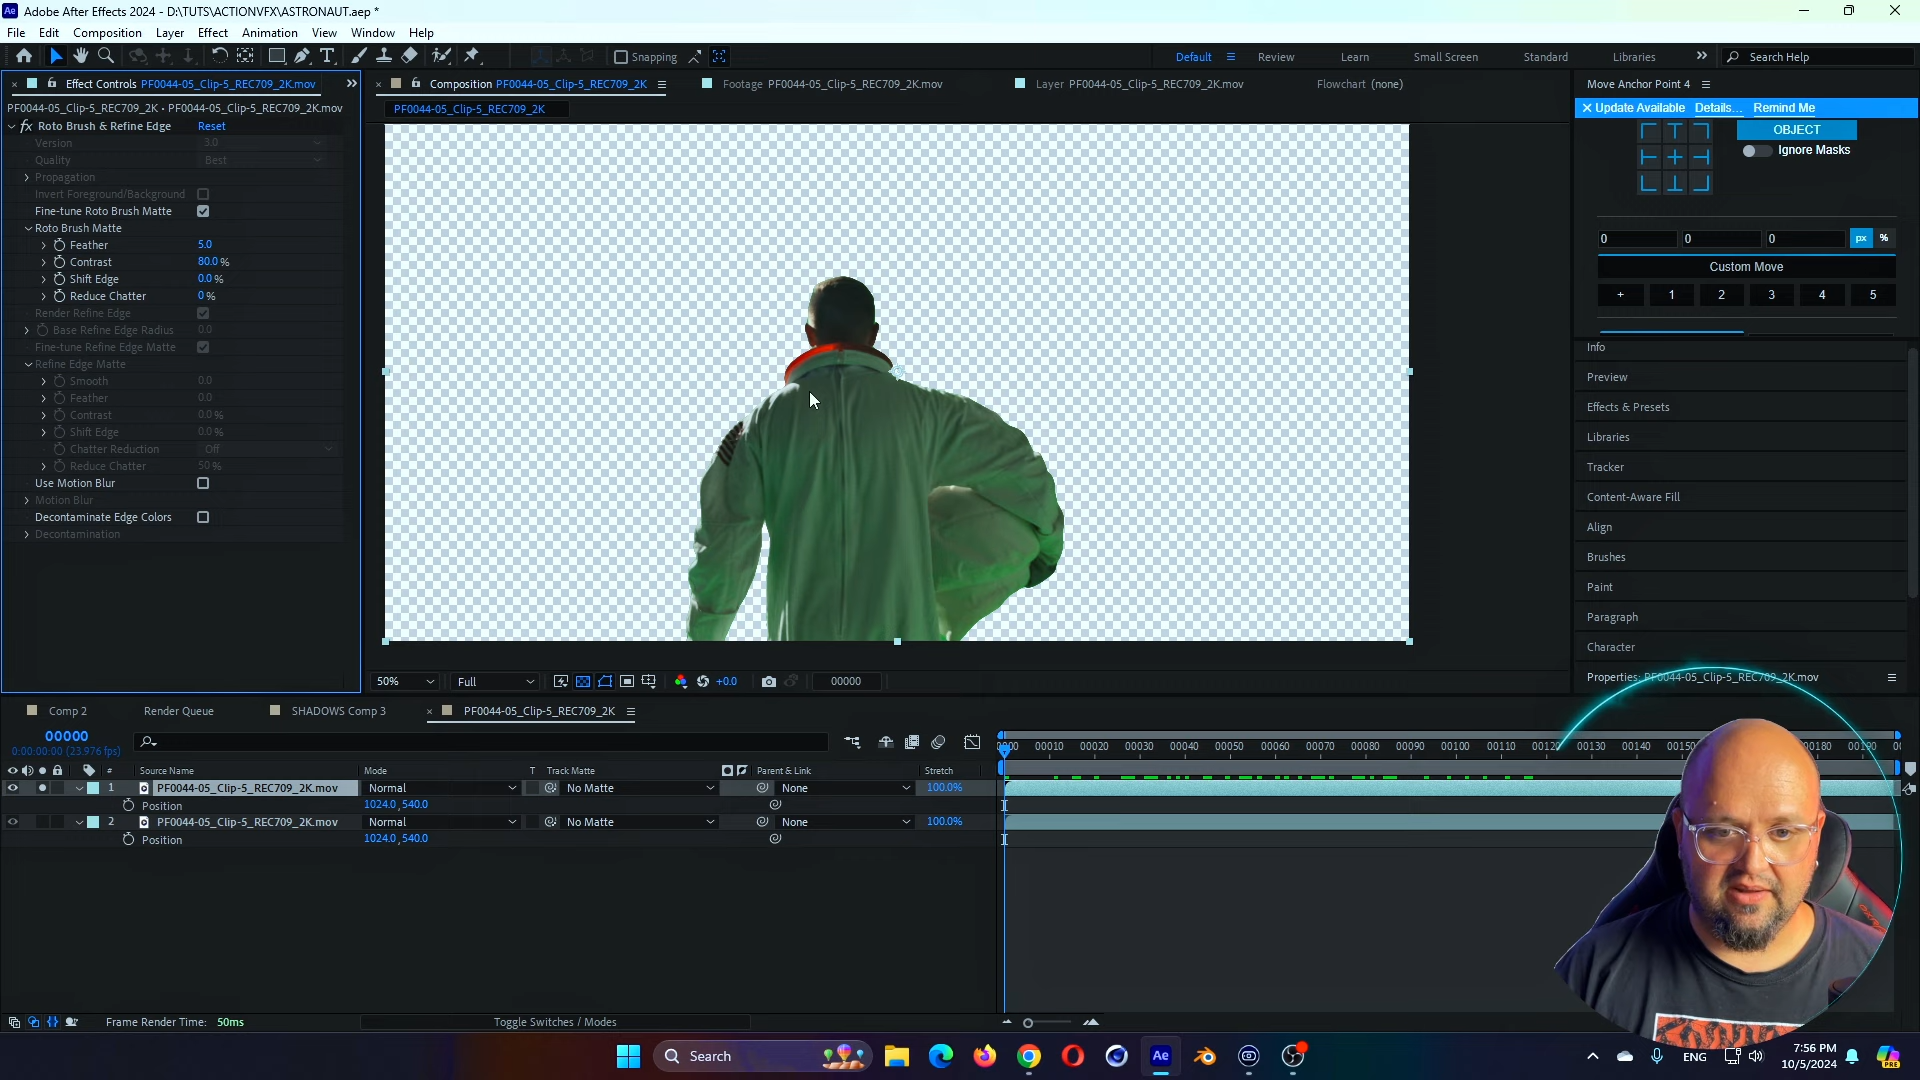 Adobe After Effects 2024 - D:\TUTS\ACTIONVFX\ASTRONAUT.aep *
File Edit Composition Layer Effect Animation View Window Help
Snapping Default Review Learn Small Screen Standard Libraries Search Help
Effect Controls PF0044-05_Clip-5_REC709_2K.mov
Composition PF0044-05_Clip-5_REC709_2K Footage PF0044-05_Clip-5_REC709_2K.mov Layer PF0044-05_Clip-5_REC709_2K.mov Flowchart (none)
Move Anchor Point 4
PF0044-05_Clip-5_REC709_2K • PF0044-05_Clip-5_REC709_2K.mov
PF0044-05_Clip-5_REC709_2K
Update Available Details... Remind Me
fx Roto Brush & Refine Edge Reset
Version 3.0
Quality Best
Propagation
Invert Foreground/Background
Fine-tune Roto Brush Matte
Roto Brush Matte
Feather 5.0
Contrast 80.0 %
Shift Edge 0.0 %
Reduce Chatter 0 %
Render Refine Edge
Base Refine Edge Radius 0.0
Fine-tune Refine Edge Matte
Refine Edge Matte
Smooth 0.0
Feather 0.0
Contrast 0.0 %
Shift Edge 0.0 %
Chatter Reduction Off
Reduce Chatter 50 %
Use Motion Blur
Motion Blur
Decontaminate Edge Colors
Decontamination
OBJECT
Ignore Masks
0 0 0 px %
Custom Move
+ 1 2 3 4 5
Info
Preview
Effects & Presets
Libraries
Tracker
Content-Aware Fill
Align
Brushes
Paint
Paragraph
Character
Properties: PF0044-05_Clip-5_REC709_2K.mov
50% Full +0.0 00000
Comp 2 Render Queue SHADOWS Comp 3 PF0044-05_Clip-5_REC709_2K
00000
0:00:00:00 (23.976 fps)
00010 00020 00030 00040 00050 00060 00070 00080 00090 00100 00110 00120 00130 00140
# Source Name Mode T Track Matte Parent & Link Stretch
1 PF0044-05_Clip-5_REC709_2K.mov Normal No Matte None 100.0%
Position 1024.0,540.0
2 PF0044-05_Clip-5_REC709_2K.mov Normal No Matte None 100.0%
Position 1024.0,540.0
Frame Render Time: 50ms Toggle Switches / Modes
Search
Ae
ENG
7:56 PM
10/5/2024
PRE